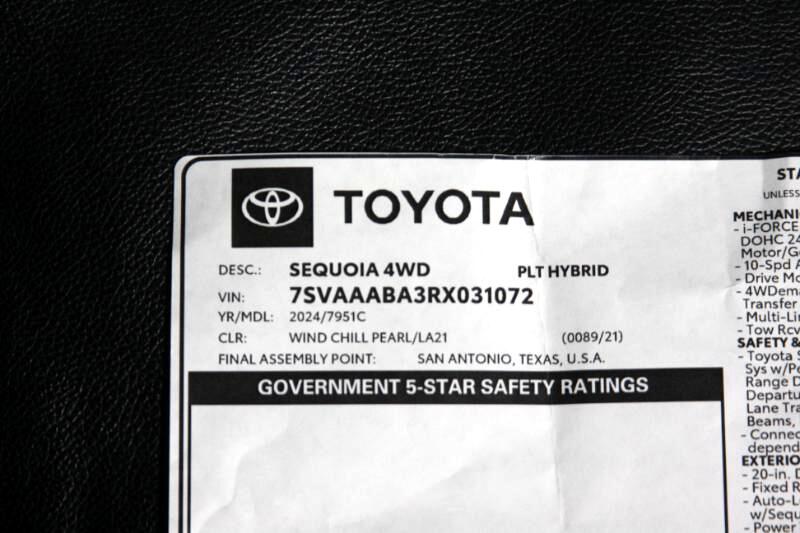 TOYOTA
DESC.: SEQUOIA 4WD PLT HYBRID
VIN: 7SVAAABA3RX031072
YR/MDL: 2024/7951C
CLR: WIND CHILL PEARL/LA21 (0089/21)
FINAL ASSEMBLY POINT: SAN ANTONIO, TEXAS, U.S.A.
GOVERNMENT 5-STAR SAFETY RATINGS
STA
UNLESS
MECHANI
- i-FORCE
DOHC 24
Motor/G
- 10-Spd A
- Drive Mo
- 4WDema
Transfer
- Multi-Lin
- Tow Rcv
SAFETY &
- Toyota S
Sys w/Pe
Range D
Departu
Lane Tra
Beams,
- Connec
depend
EXTERIO
- 20-in. D
- Fixed R
- Auto-L
w/Sequ
- Power